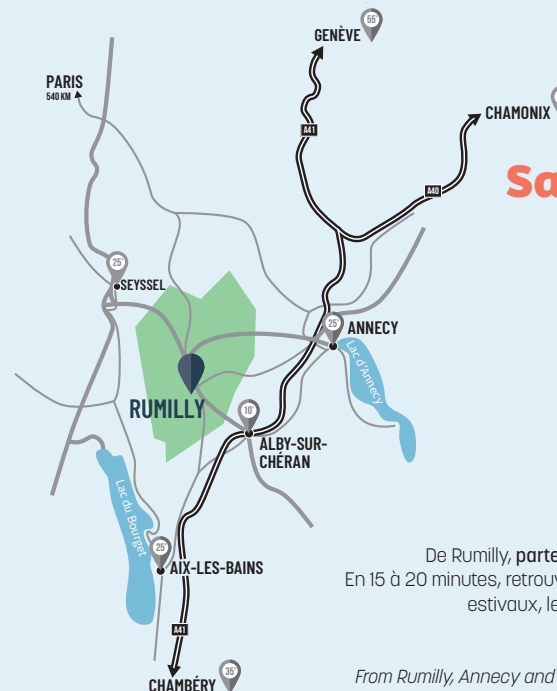 55'
GENÈVE
PARIS
540 KM
CHAMONIX
A41
A40
Sa
25'
SEYSSEL
25'
ANNECY
Lac d'Annecy
RUMILLY
10'
ALBY-SUR-
CHÉRAN
Lac du Bourget
25'
AIX-LES-BAINS
De Rumilly, parte
En 15 à 20 minutes, retrouv
estivaux, le
A41
35'
CHAMBÉRY
From Rumilly, Annecy and